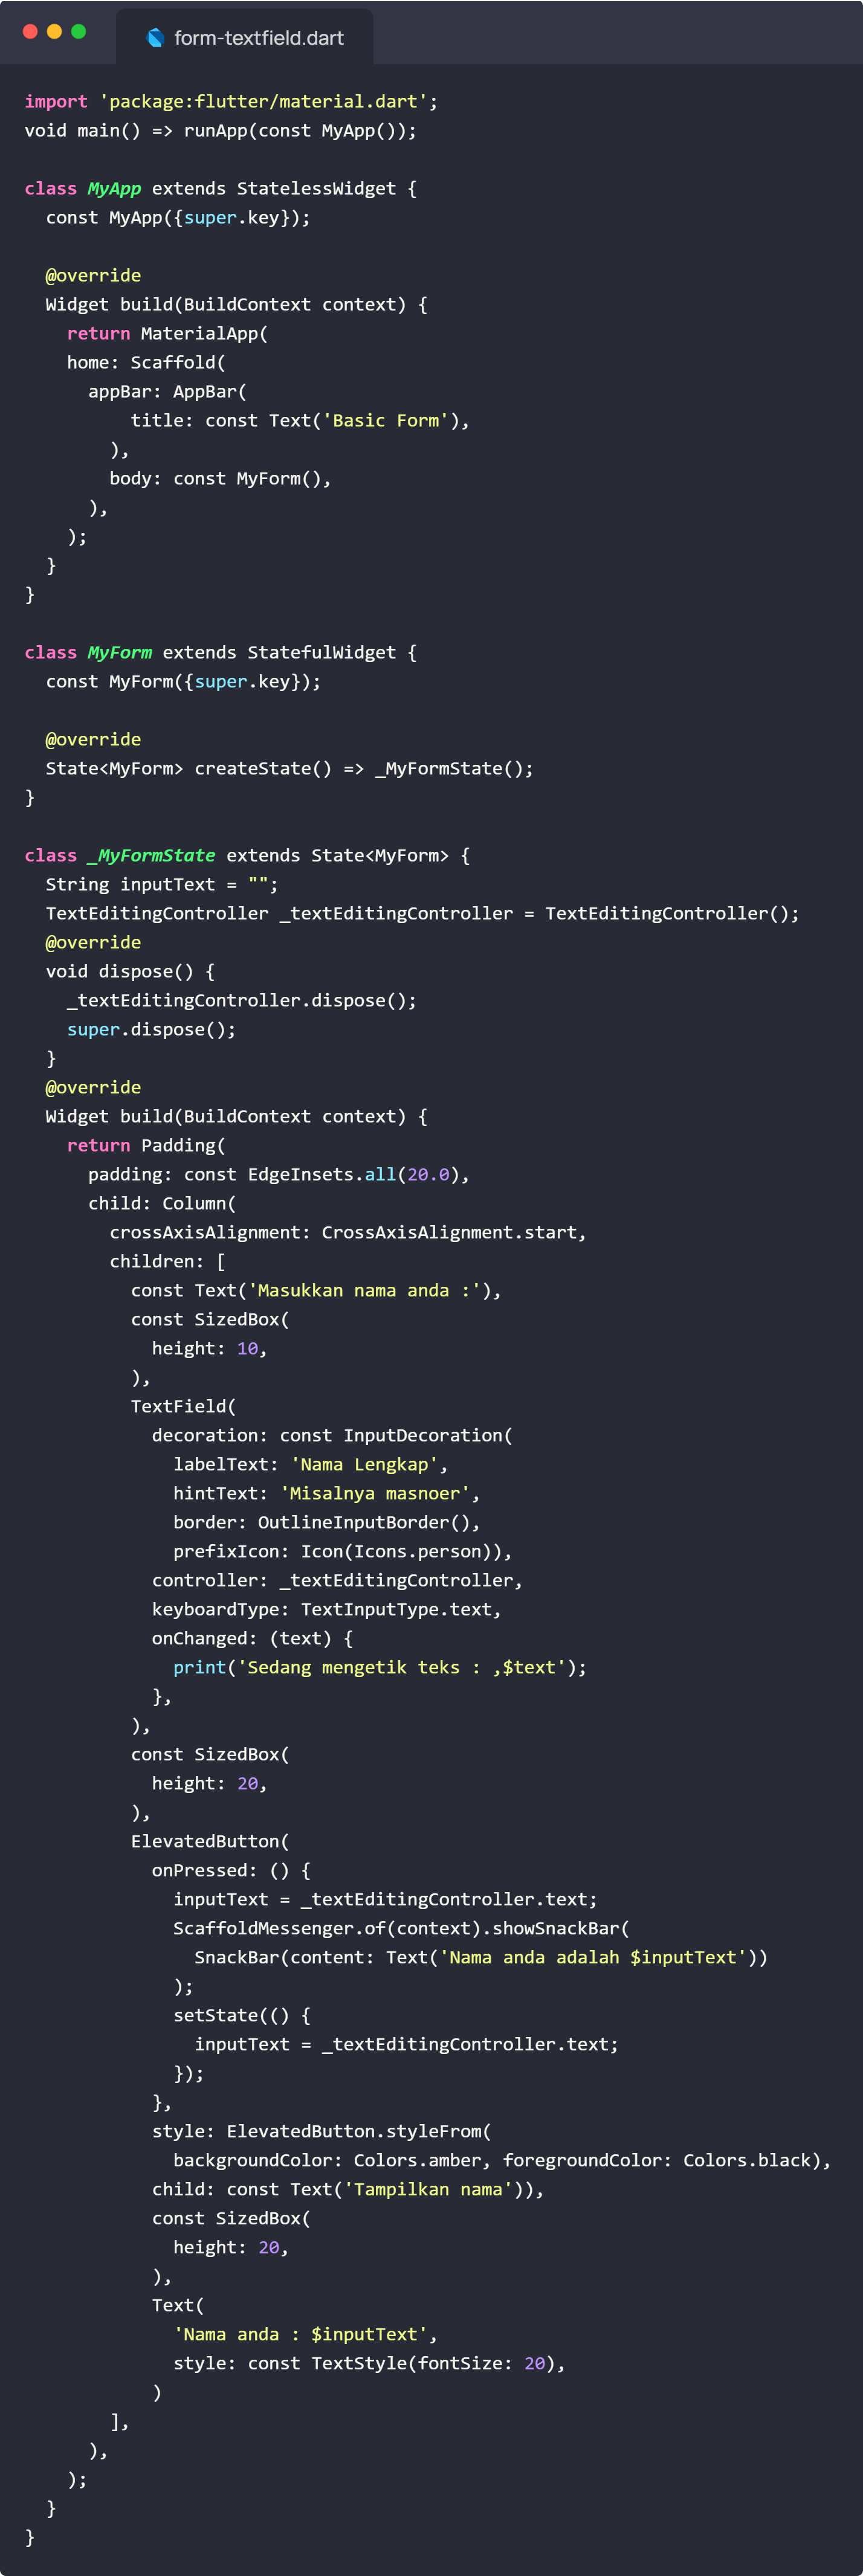 form-textfield.dart
import 'package:flutter/material.dart';
void main() => runApp(const MyApp());

class MyApp extends StatelessWidget {
  const MyApp({super.key});

  @override
  Widget build(BuildContext context) {
    return MaterialApp(
    home: Scaffold(
      appBar: AppBar(
          title: const Text('Basic Form'),
        ),
        body: const MyForm(),
      ),
    );
  }
}

class MyForm extends StatefulWidget {
  const MyForm({super.key});

  @override
  State<MyForm> createState() => _MyFormState();
}

class _MyFormState extends State<MyForm> {
  String inputText = "";
  TextEditingController _textEditingController = TextEditingController();
  @override
  void dispose() {
    _textEditingController.dispose();
    super.dispose();
  }
  @override
  Widget build(BuildContext context) {
    return Padding(
      padding: const EdgeInsets.all(20.0),
      child: Column(
        crossAxisAlignment: CrossAxisAlignment.start,
        children: [
          const Text('Masukkan nama anda :'),
          const SizedBox(
            height: 10,
          ),
          TextField(
            decoration: const InputDecoration(
              labelText: 'Nama Lengkap',
              hintText: 'Misalnya masnoer',
              border: OutlineInputBorder(),
              prefixIcon: Icon(Icons.person)),
            controller: _textEditingController,
            keyboardType: TextInputType.text,
            onChanged: (text) {
              print('Sedang mengetik teks : ,$text');
            },
          ),
          const SizedBox(
            height: 20,
          ),
          ElevatedButton(
            onPressed: () {
              inputText = _textEditingController.text;
              ScaffoldMessenger.of(context).showSnackBar(
                SnackBar(content: Text('Nama anda adalah $inputText'))
              );
              setState(() {
                inputText = _textEditingController.text;
              });
            },
            style: ElevatedButton.styleFrom(
              backgroundColor: Colors.amber, foregroundColor: Colors.black),
            child: const Text('Tampilkan nama')),
            const SizedBox(
              height: 20,
            ),
            Text(
              'Nama anda : $inputText',
              style: const TextStyle(fontSize: 20),
            )
        ],
      ),
    );
  }
}